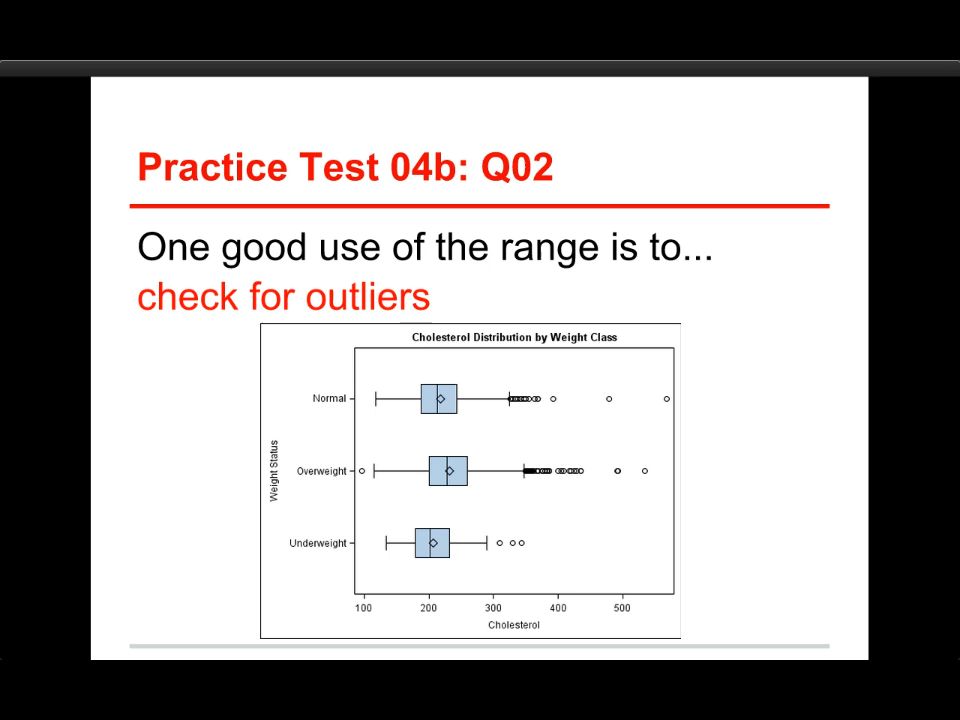 Practice Test 04b: Q02
One good use of the range is to...
check for outliers
Cholesterol Distribution by Weight Class
Weight Status
Normal
Overweight
Underweight
100 200 300 400 500
Cholesterol